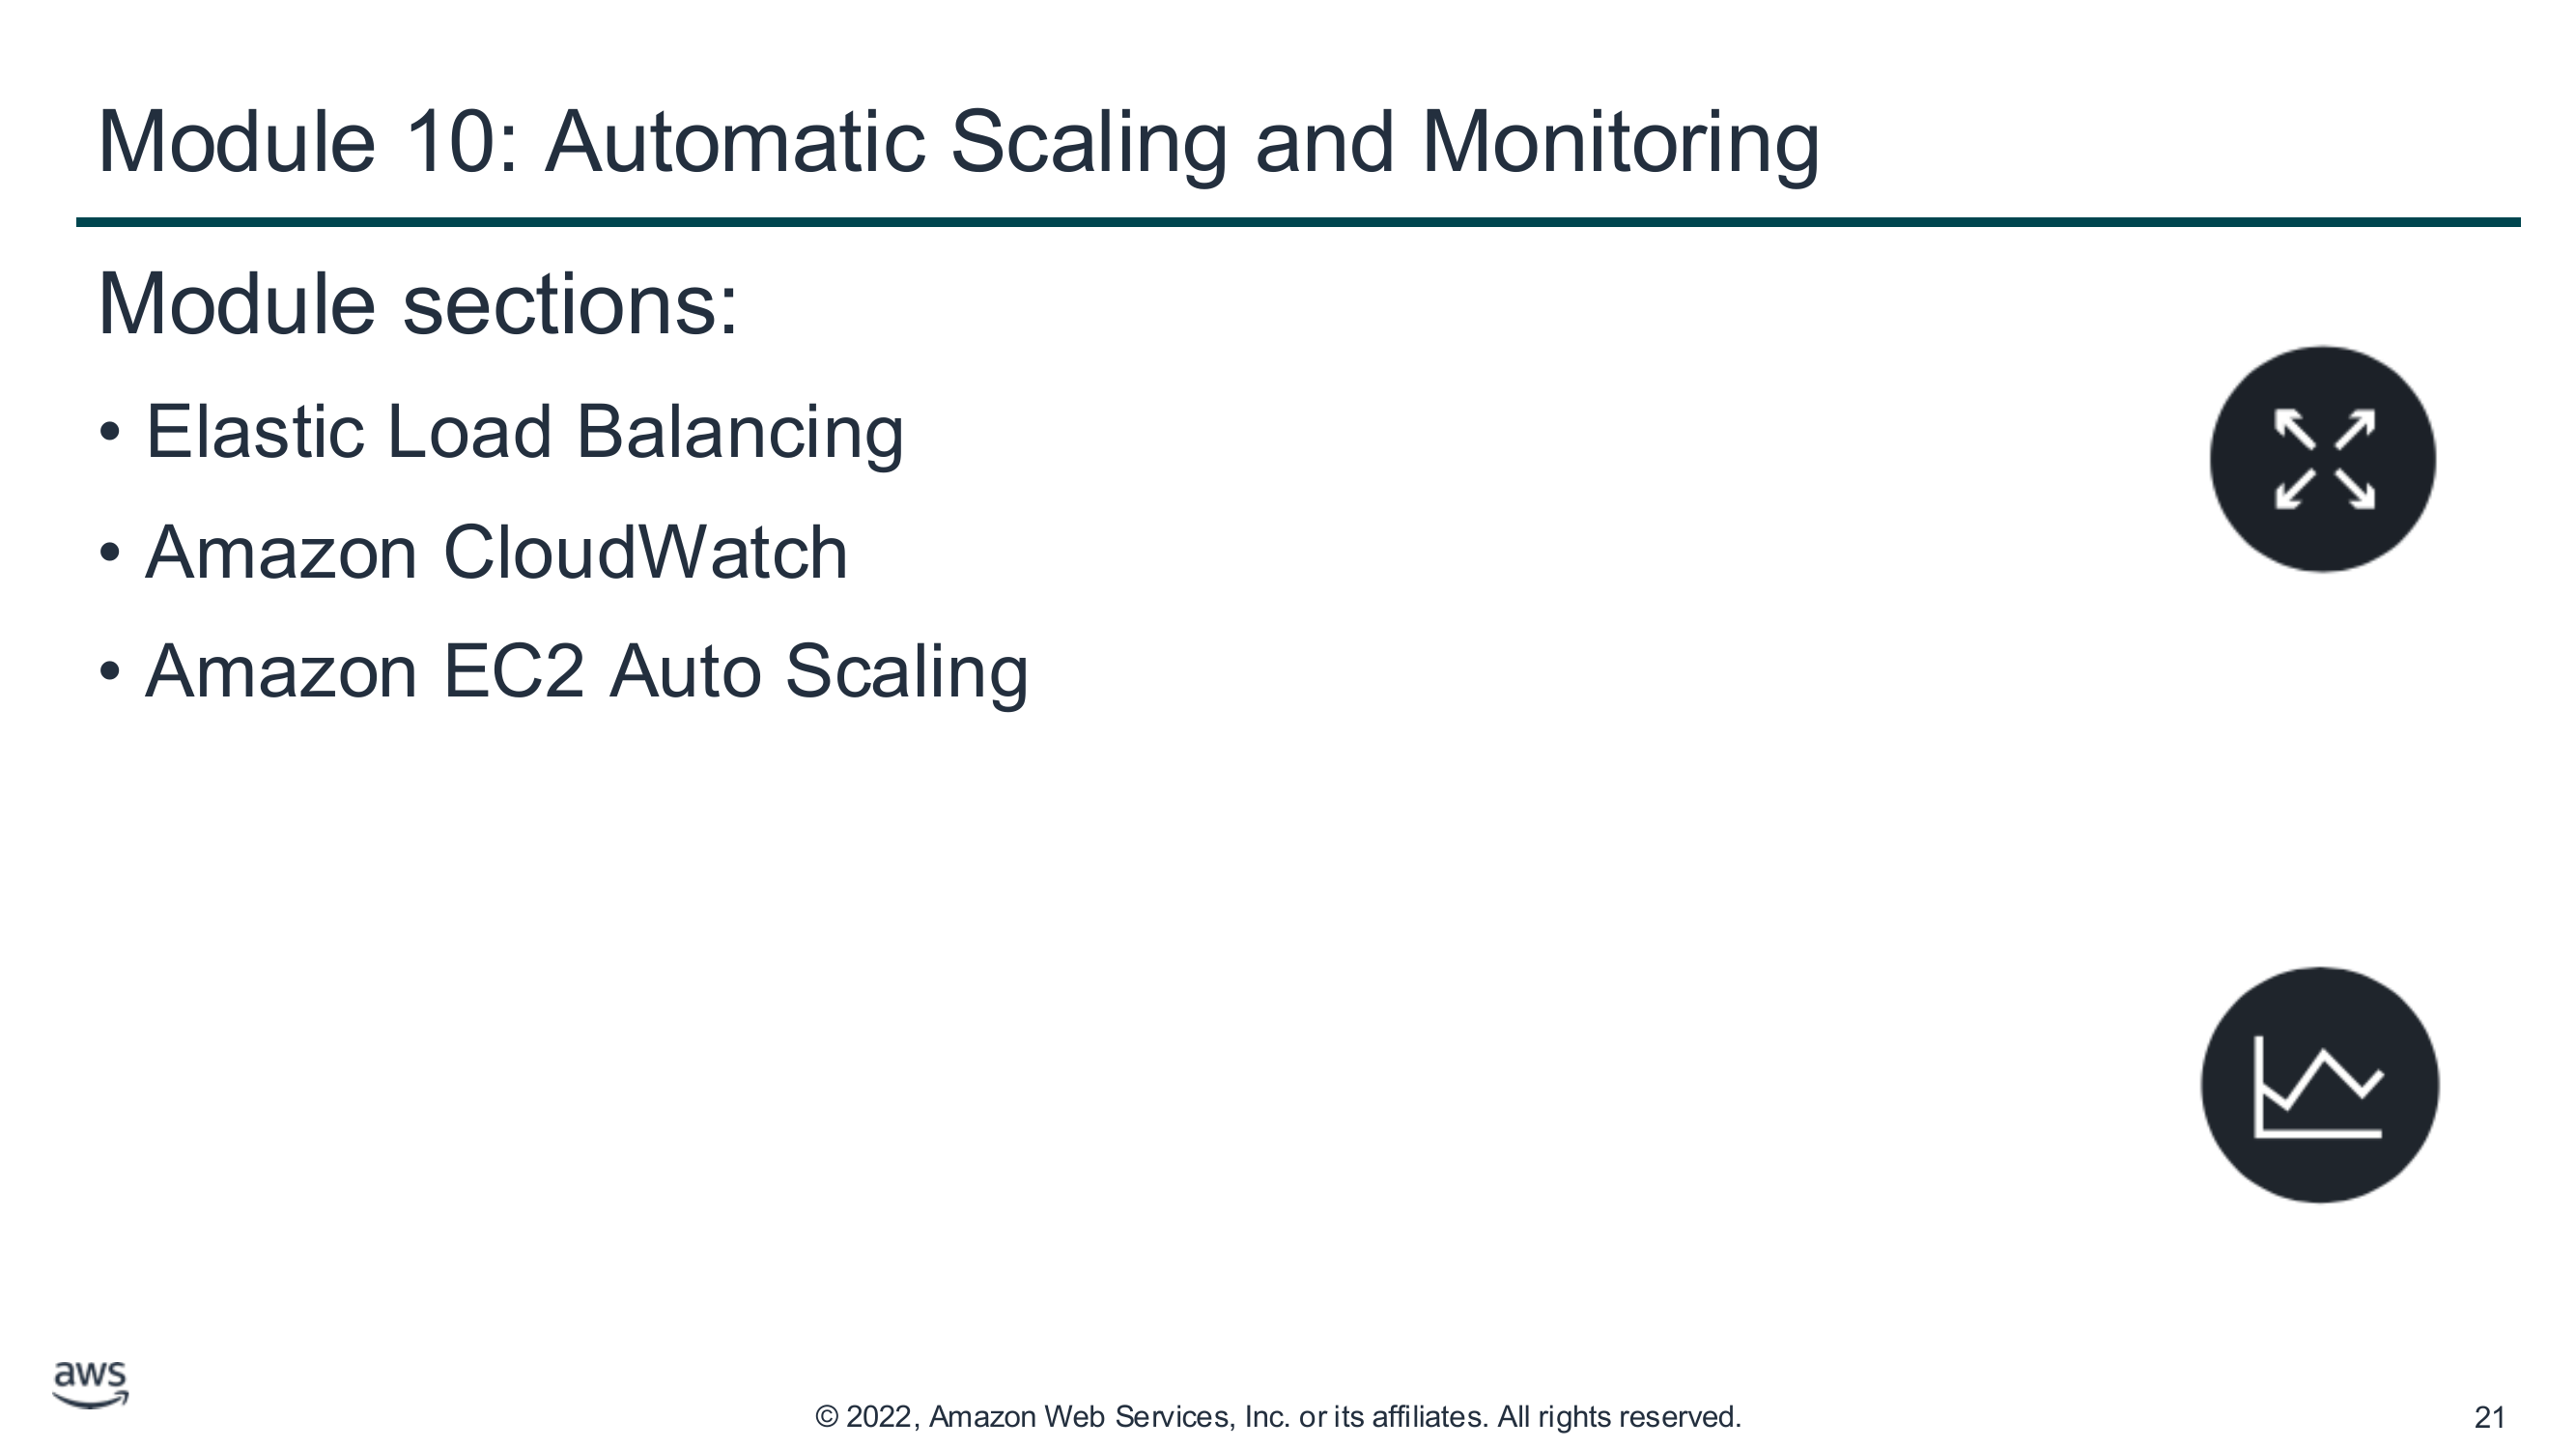 Module 10: Automatic Scaling and Monitoring
Module sections:
• Elastic Load Balancing
• Amazon CloudWatch
• Amazon EC2 Auto Scaling
aws
© 2022, Amazon Web Services, Inc. or its affiliates. All rights reserved.
21